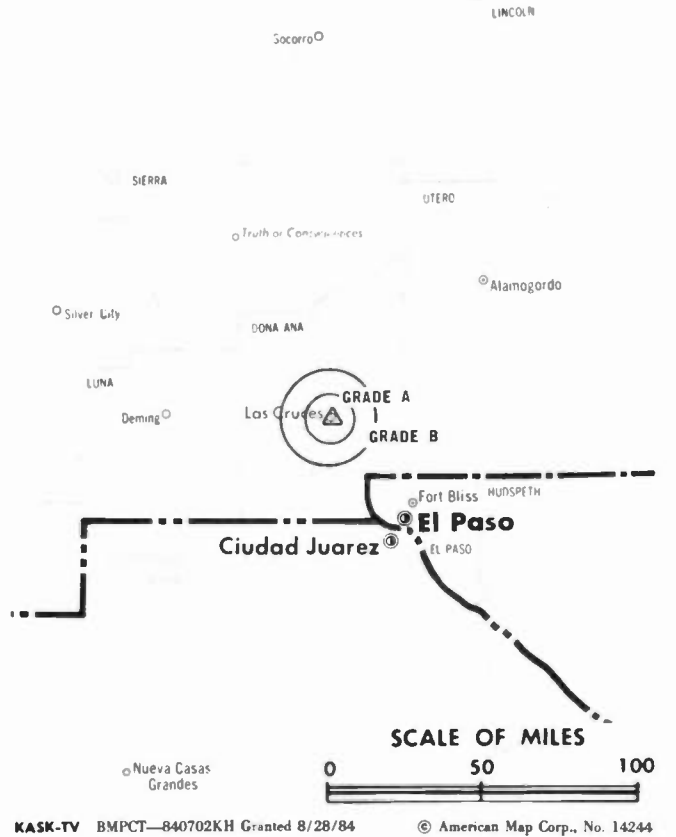 LINCOLN
Socorro
SIERRA
OTERO
Truth or Consequences
Alamogordo
Silver City
DONA ANA
LUNA
GRADE A
Deming
Las Cruces
GRADE B
Fort Bliss HUDSPETH
El Paso
Ciudad Juarez
EL PASO
SCALE OF MILES
0 50 100
Nueva Casas
Grandes
KASK-TV BMPCT—840702KH Granted 8/28/84 © American Map Corp., No. 14244